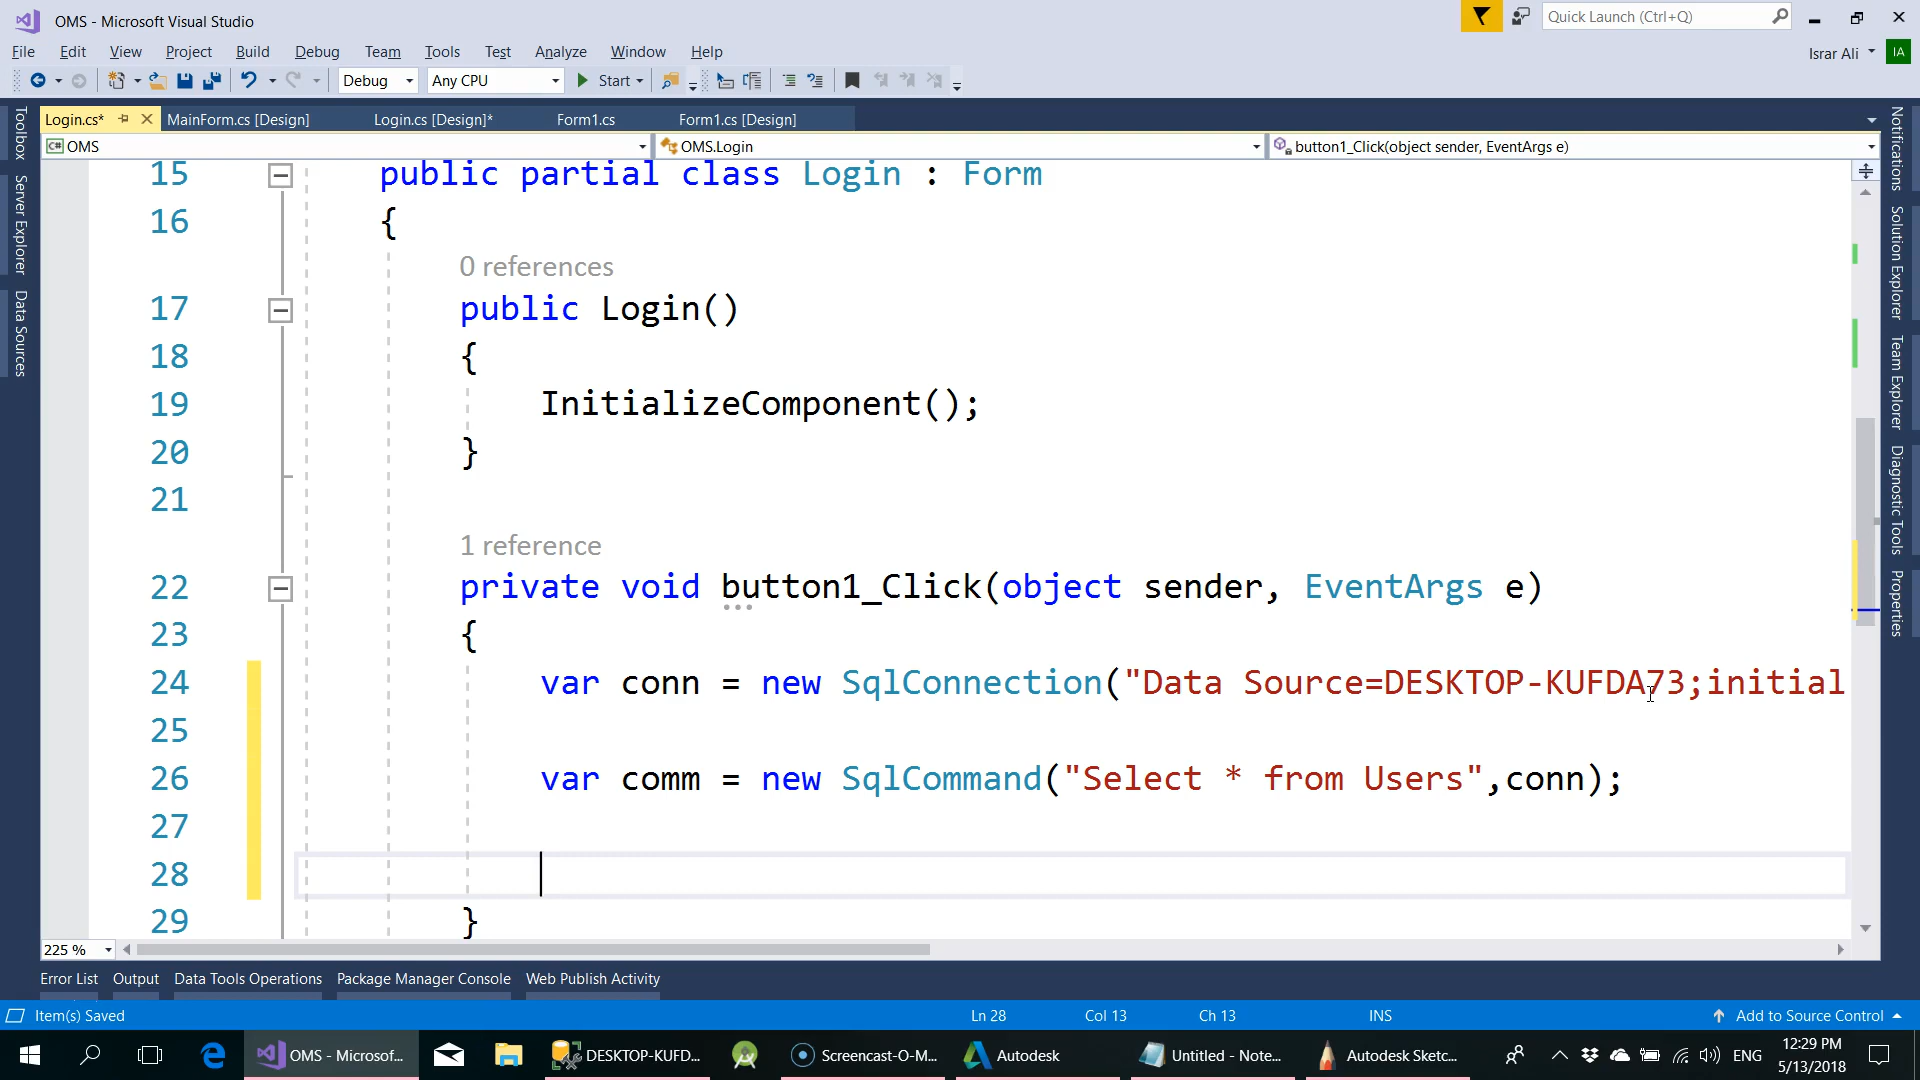 OMS - Microsoft Visual Studio
Quick Launch (Ctrl+Q)
File Edit View Project Build Debug Team Tools Test Analyze Window Help
Israr Ali
IA
Debug Any CPU Start
Login.cs* MainForm.cs [Design] Login.cs [Design]* Form1.cs Form1.cs [Design]
C# OMS OMS.Login button1_Click(object sender, EventArgs e)
Toolbox
Server Explorer
Data Sources
Notifications
Solution Explorer
Team Explorer
Diagnostic Tools
Properties
15 public partial class Login : Form
16 {
0 references
17 public Login()
18 {
19 InitializeComponent();
20 }
21
1 reference
22 private void button1_Click(object sender, EventArgs e)
23 {
24 var conn = new SqlConnection("Data Source=DESKTOP-KUFDA73;initial
25
26 var comm = new SqlCommand("Select * from Users",conn);
27
28
29 }
225 %
Error List Output Data Tools Operations Package Manager Console Web Publish Activity
Item(s) Saved Ln 28 Col 13 Ch 13 INS Add to Source Control
OMS - Microsof... DESKTOP-KUFD... Screencast-O-M... Autodesk Untitled - Note... Autodesk Sketc... ENG 12:29 PM
5/13/2018